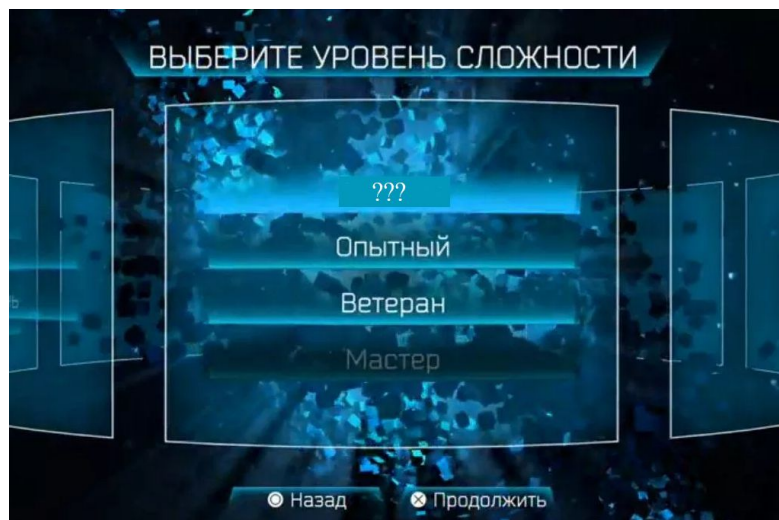 ВЫБЕРИТЕ УРОВЕНЬ СЛОЖНОСТИ
???
Опытный
Ветеран
Мастер
Назад
Продолжить